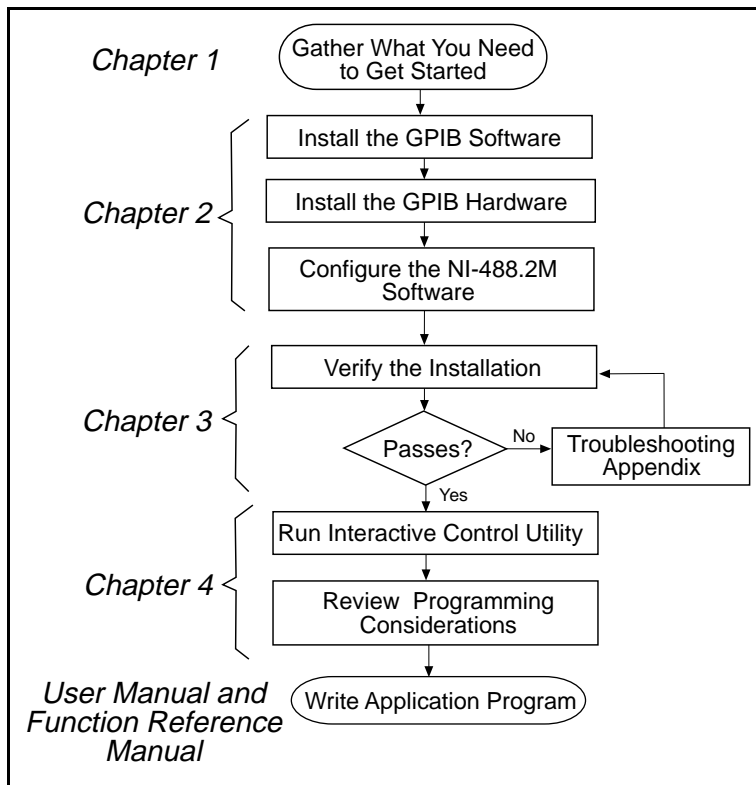 Chapter 1
Gather What You Need
to Get Started
Chapter 2
Install the GPIB Software
Install the GPIB Hardware
Configure the NI-488.2M
Software
Chapter 3
Verify the Installation
Passes?
No
Troubleshooting
Appendix
Yes
Chapter 4
Run Interactive Control Utility
Review Programming
Considerations
User Manual and
Function Reference
Manual
Write Application Program